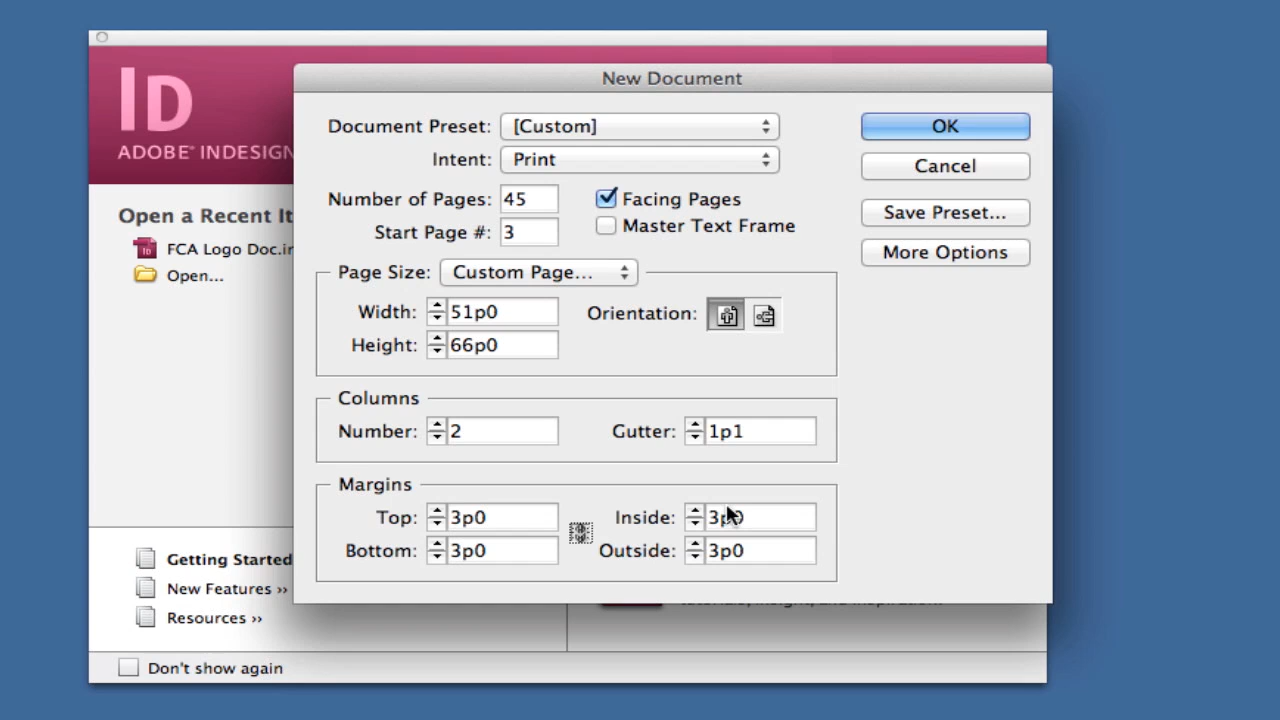 New Document
ID
ADOBE® INDESIGN
Document Preset: [Custom]
OK
Intent: Print
Cancel
Number of Pages: 45
Facing Pages
Save Preset...
Start Page #: 3
Master Text Frame
Open a Recent It
FCA Logo Doc.in
Open...
More Options
Page Size: Custom Page...
Width: 51p0
Orientation:
Height: 66p0
Columns
Number: 2
Gutter: 1p1
Margins
Top: 3p0
Inside: 3p0
Bottom: 3p0
Outside: 3p0
Getting Started
New Features ››
Resources ››
Don't show again